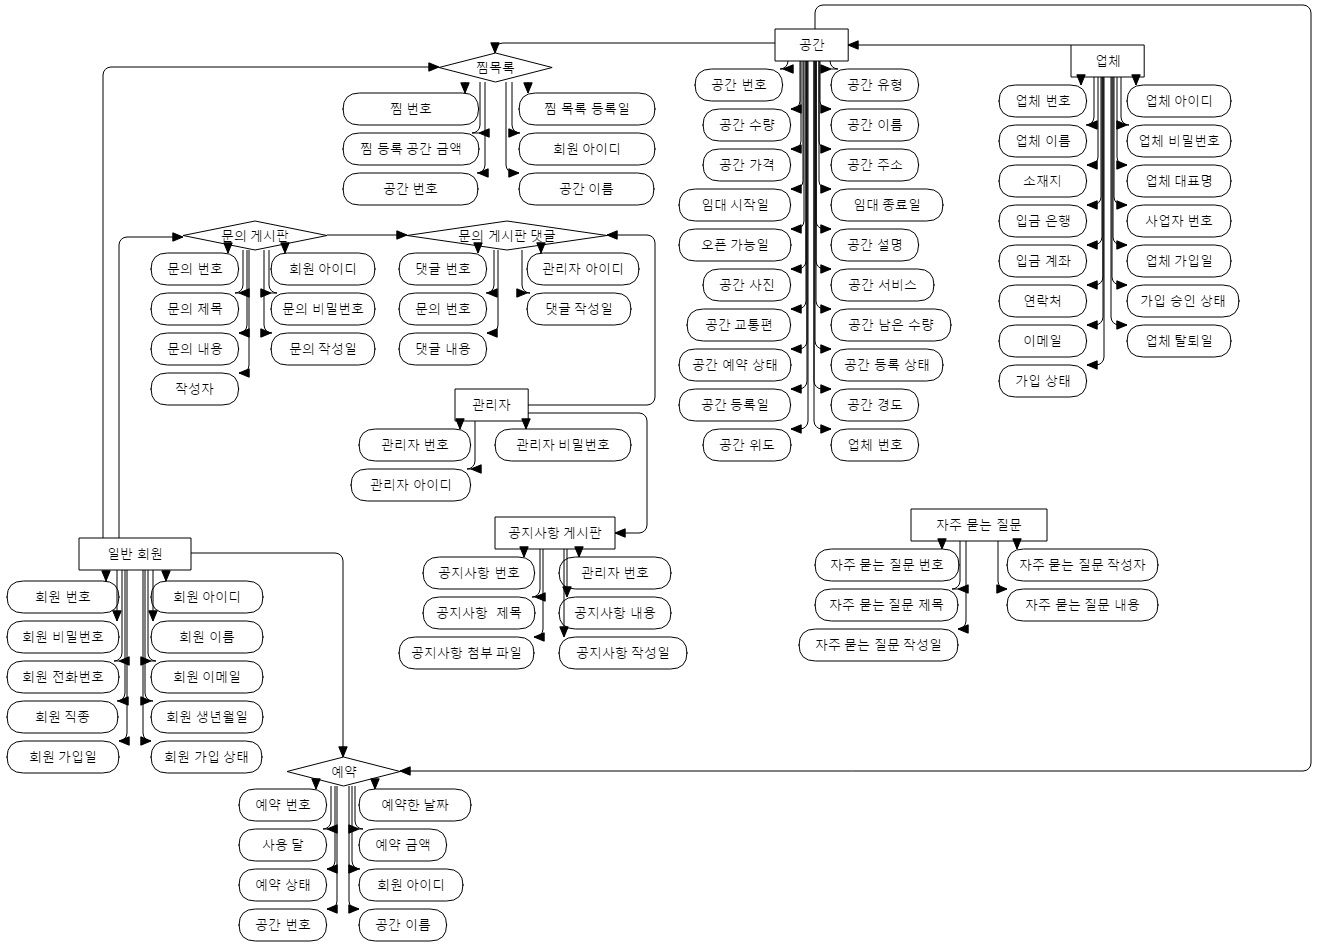 공간
업체
찜목록
찜 번호
찜 목록 등록일
찜 등록 공간 금액
회원 아이디
공간 번호
공간 이름
공간 번호
공간 유형
공간 수량
공간 이름
공간 가격
공간 주소
임대 시작일
임대 종료일
오픈 가능일
공간 설명
공간 사진
공간 서비스
공간 교통편
공간 남은 수량
공간 예약 상태
공간 등록 상태
공간 등록일
공간 경도
공간 위도
업체 번호
업체 번호
업체 아이디
업체 이름
업체 비밀번호
소재지
업체 대표명
입금 은행
사업자 번호
입금 계좌
업체 가입일
연락처
가입 승인 상태
이메일
업체 탈퇴일
가입 상태
문의 게시판
문의 번호
회원 아이디
문의 제목
문의 비밀번호
문의 내용
문의 작성일
작성자
문의 게시판 댓글
댓글 번호
관리자 아이디
문의 번호
댓글 작성일
댓글 내용
관리자
관리자 번호
관리자 비밀번호
관리자 아이디
공지사항 게시판
공지사항 번호
관리자 번호
공지사항 제목
공지사항 내용
공지사항 첨부 파일
공지사항 작성일
자주 묻는 질문
자주 묻는 질문 번호
자주 묻는 질문 작성자
자주 묻는 질문 제목
자주 묻는 질문 내용
자주 묻는 질문 작성일
일반 회원
회원 번호
회원 아이디
회원 비밀번호
회원 이름
회원 전화번호
회원 이메일
회원 직종
회원 생년월일
회원 가입일
회원 가입 상태
예약
예약 번호
예약한 날짜
사용 달
예약 금액
예약 상태
회원 아이디
공간 번호
공간 이름